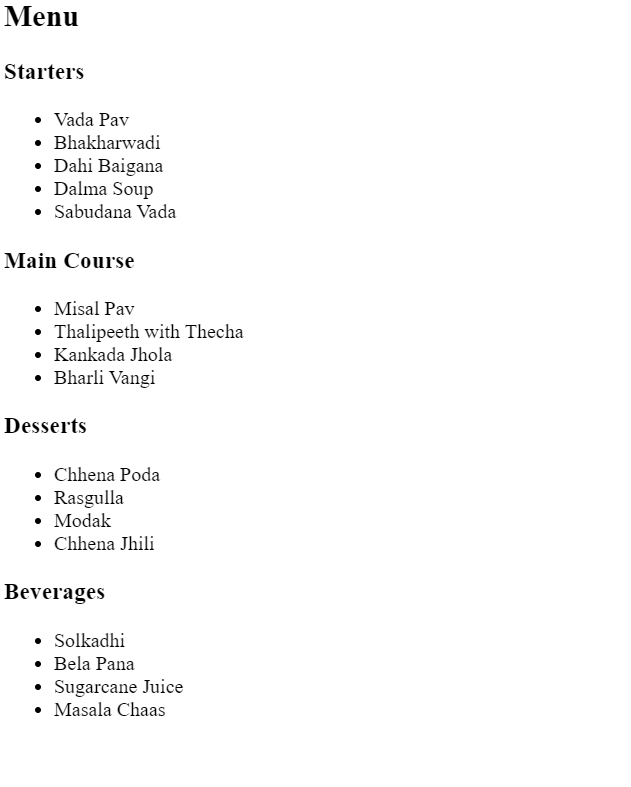 Menu
Starters
Vada Pav
Bhakharwadi
Dahi Baigana
Dalma Soup
Sabudana Vada
Main Course
Misal Pav
Thalipeeth with Thecha
Kankada Jhola
Bharli Vangi
Desserts
Chhena Poda
Rasgulla
Modak
Chhena Jhili
Beverages
Solkadhi
Bela Pana
Sugarcane Juice
Masala Chaas